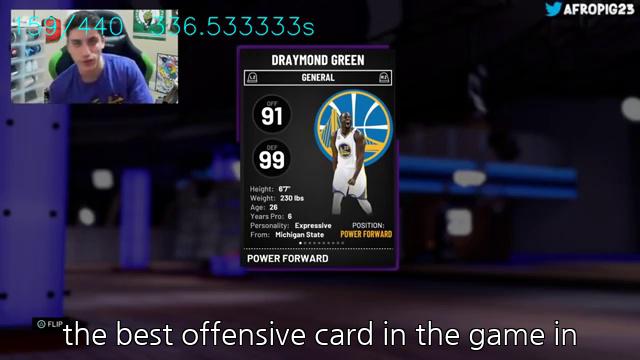 159/440 336.533333s
AFROPIG23
DRAYMOND GREEN
GENERAL
OFF
91
DEF
99
Height: 6'7"
Weight: 230 lbs
Age: 26
Years Pro: 6
Personality: Expressive
From: Michigan State
POSITION:
POWER FORWARD
POWER FORWARD
FLIP
the best offensive card in the game in